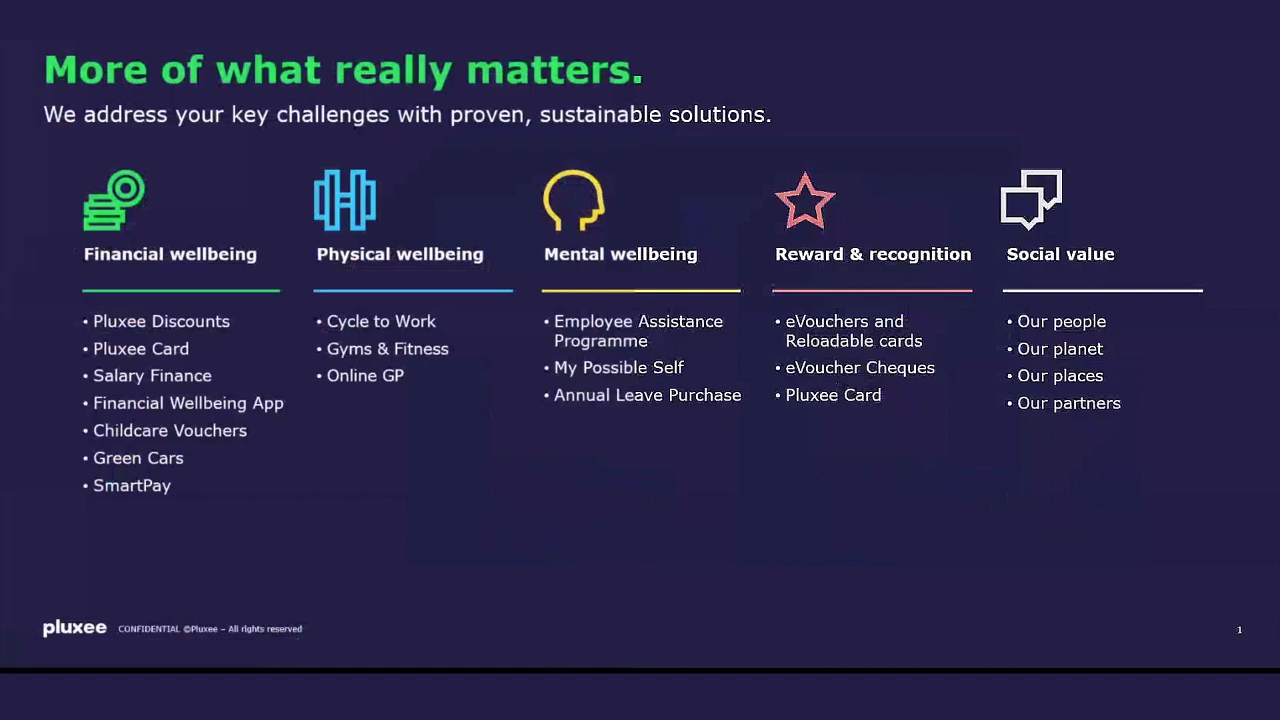 More of what really matters.
We address your key challenges with proven, sustainable solutions.
Financial wellbeing
• Pluxee Discounts
• Pluxee Card
• Salary Finance
• Financial Wellbeing App
• Childcare Vouchers
• Green Cars
• SmartPay
Physical wellbeing
• Cycle to Work
• Gyms & Fitness
• Online GP
Mental wellbeing
• Employee Assistance
Programme
• My Possible Self
• Annual Leave Purchase
Reward & recognition
• eVouchers and
Reloadable cards
• eVoucher Cheques
• Pluxee Card
Social value
• Our people
• Our planet
• Our places
• Our partners
pluxee CONFIDENTIAL ©Pluxee – All rights reserved
1